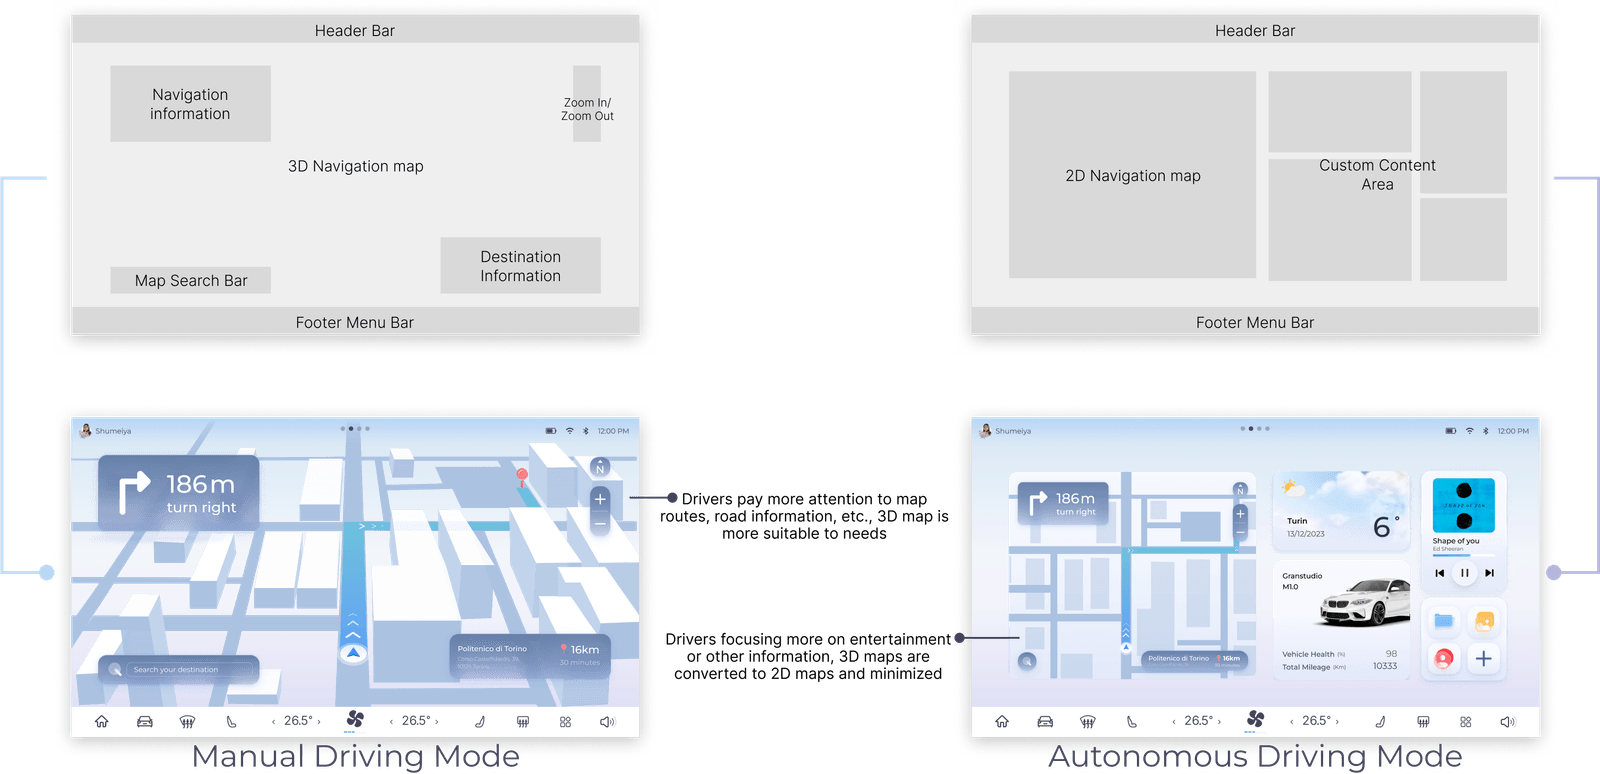 Header Bar
Navigation
information
Zoom In/
Zoom Out
3D Navigation map
Destination
Information
Map Search Bar
Footer Menu Bar
Header Bar
2D Navigation map
Custom Content
Area
Footer Menu Bar
Shumeiya
12:00 PM
186m
turn right
N
+
−
Politenico di Torino
16km
30 minutes
Search your destination
‹ 26.5° ›
‹ 26.5° ›
Manual Driving Mode
Drivers pay more attention to map
routes, road information, etc., 3D map is
more suitable to needs
Drivers focusing more on entertainment
or other information, 3D maps are
converted to 2D maps and minimized
Shumeiya
12:00 PM
186m
turn right
N
+
−
Politenico di Torino
16km
30 minutes
Turin
13/12/2023
6°
Shape of you
Ed Sheeran
Granstudio
M1.0
Vehicle Health (%) 98
Total Mileage (km) 10333
‹ 26.5° ›
‹ 26.5° ›
Autonomous Driving Mode